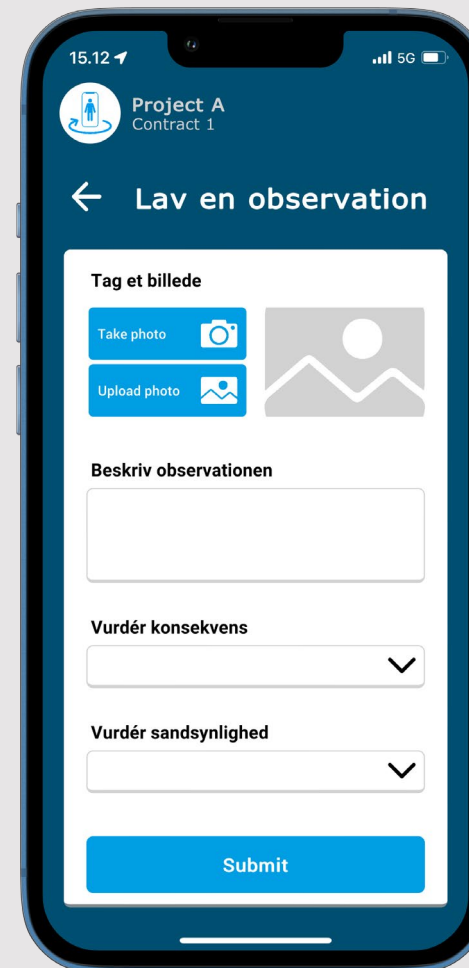 15.12
5G
Project A
Contract 1
Lav en observation
Tag et billede
Take photo
Upload photo
Beskriv observationen
Vurdér konsekvens
Vurdér sandsynlighed
Submit